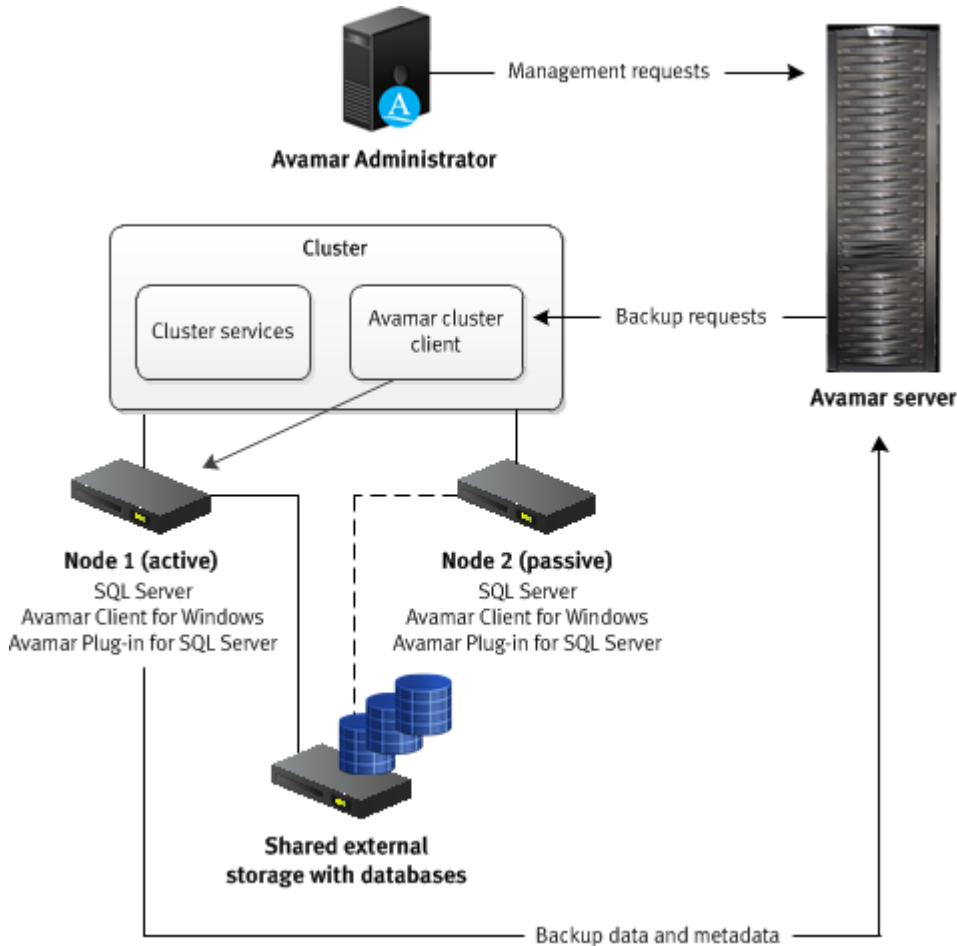 Management requests
Avamar Administrator
Cluster
Cluster services
Avamar cluster
client
Backup requests
Avamar server
Node 1 (active)
SQL Server
Avamar Client for Windows
Avamar Plug-in for SQL Server
Node 2 (passive)
SQL Server
Avamar Client for Windows
Avamar Plug-in for SQL Server
Shared external
storage with databases
Backup data and metadata